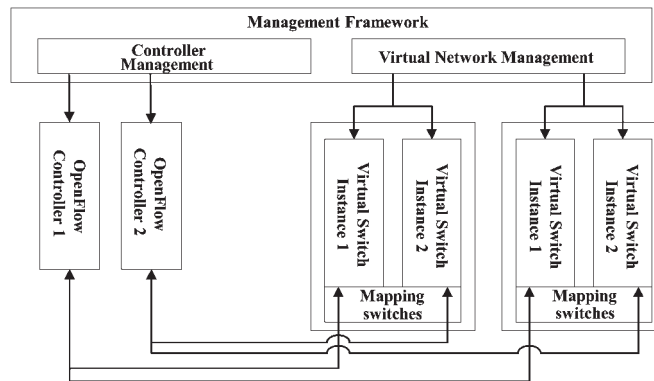 Management Framework
Controller
Management
Virtual Network Management
OpenFlow
Controller 1
OpenFlow
Controller 2
Virtual Switch
Instance 1
Virtual Switch
Instance 2
Mapping
switches
Virtual Switch
Instance 1
Virtual Switch
Instance 2
Mapping
switches